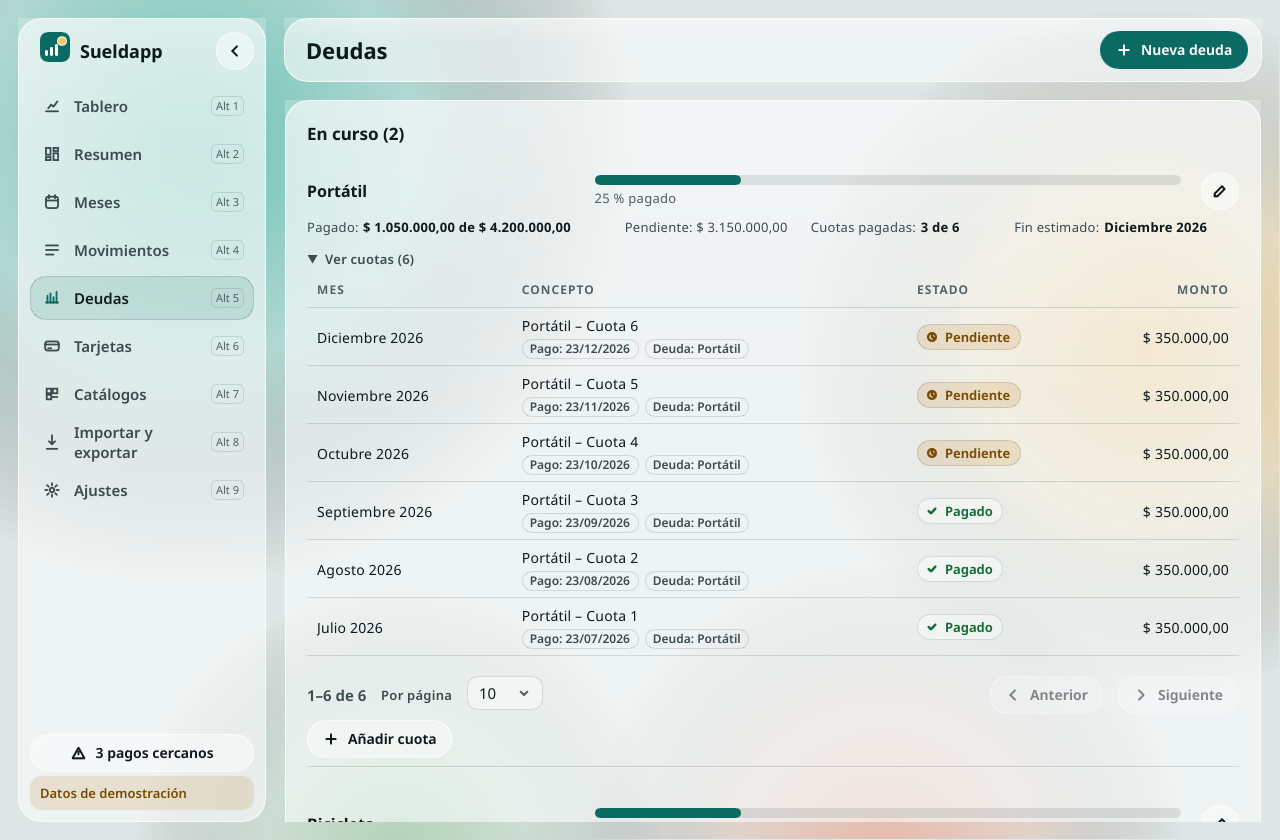 Sueldapp
Tablero Alt 1
Resumen Alt 2
Meses Alt 3
Movimientos Alt 4
Deudas Alt 5
Tarjetas Alt 6
Catálogos Alt 7
Importar y
exportar Alt 8
Ajustes Alt 9
3 pagos cercanos
Datos de demostración
Deudas
Nueva deuda
En curso (2)
Portátil
25 % pagado
Pagado: $ 1.050.000,00 de $ 4.200.000,00 Pendiente: $ 3.150.000,00 Cuotas pagadas: 3 de 6 Fin estimado: Diciembre 2026
Ver cuotas (6)
MES CONCEPTO ESTADO MONTO
Diciembre 2026 Portátil – Cuota 6 Pendiente $ 350.000,00
Pago: 23/12/2026 Deuda: Portátil
Noviembre 2026 Portátil – Cuota 5 Pendiente $ 350.000,00
Pago: 23/11/2026 Deuda: Portátil
Octubre 2026 Portátil – Cuota 4 Pendiente $ 350.000,00
Pago: 23/10/2026 Deuda: Portátil
Septiembre 2026 Portátil – Cuota 3 Pagado $ 350.000,00
Pago: 23/09/2026 Deuda: Portátil
Agosto 2026 Portátil – Cuota 2 Pagado $ 350.000,00
Pago: 23/08/2026 Deuda: Portátil
Julio 2026 Portátil – Cuota 1 Pagado $ 350.000,00
Pago: 23/07/2026 Deuda: Portátil
1–6 de 6 Por página 10 Anterior Siguiente
Añadir cuota